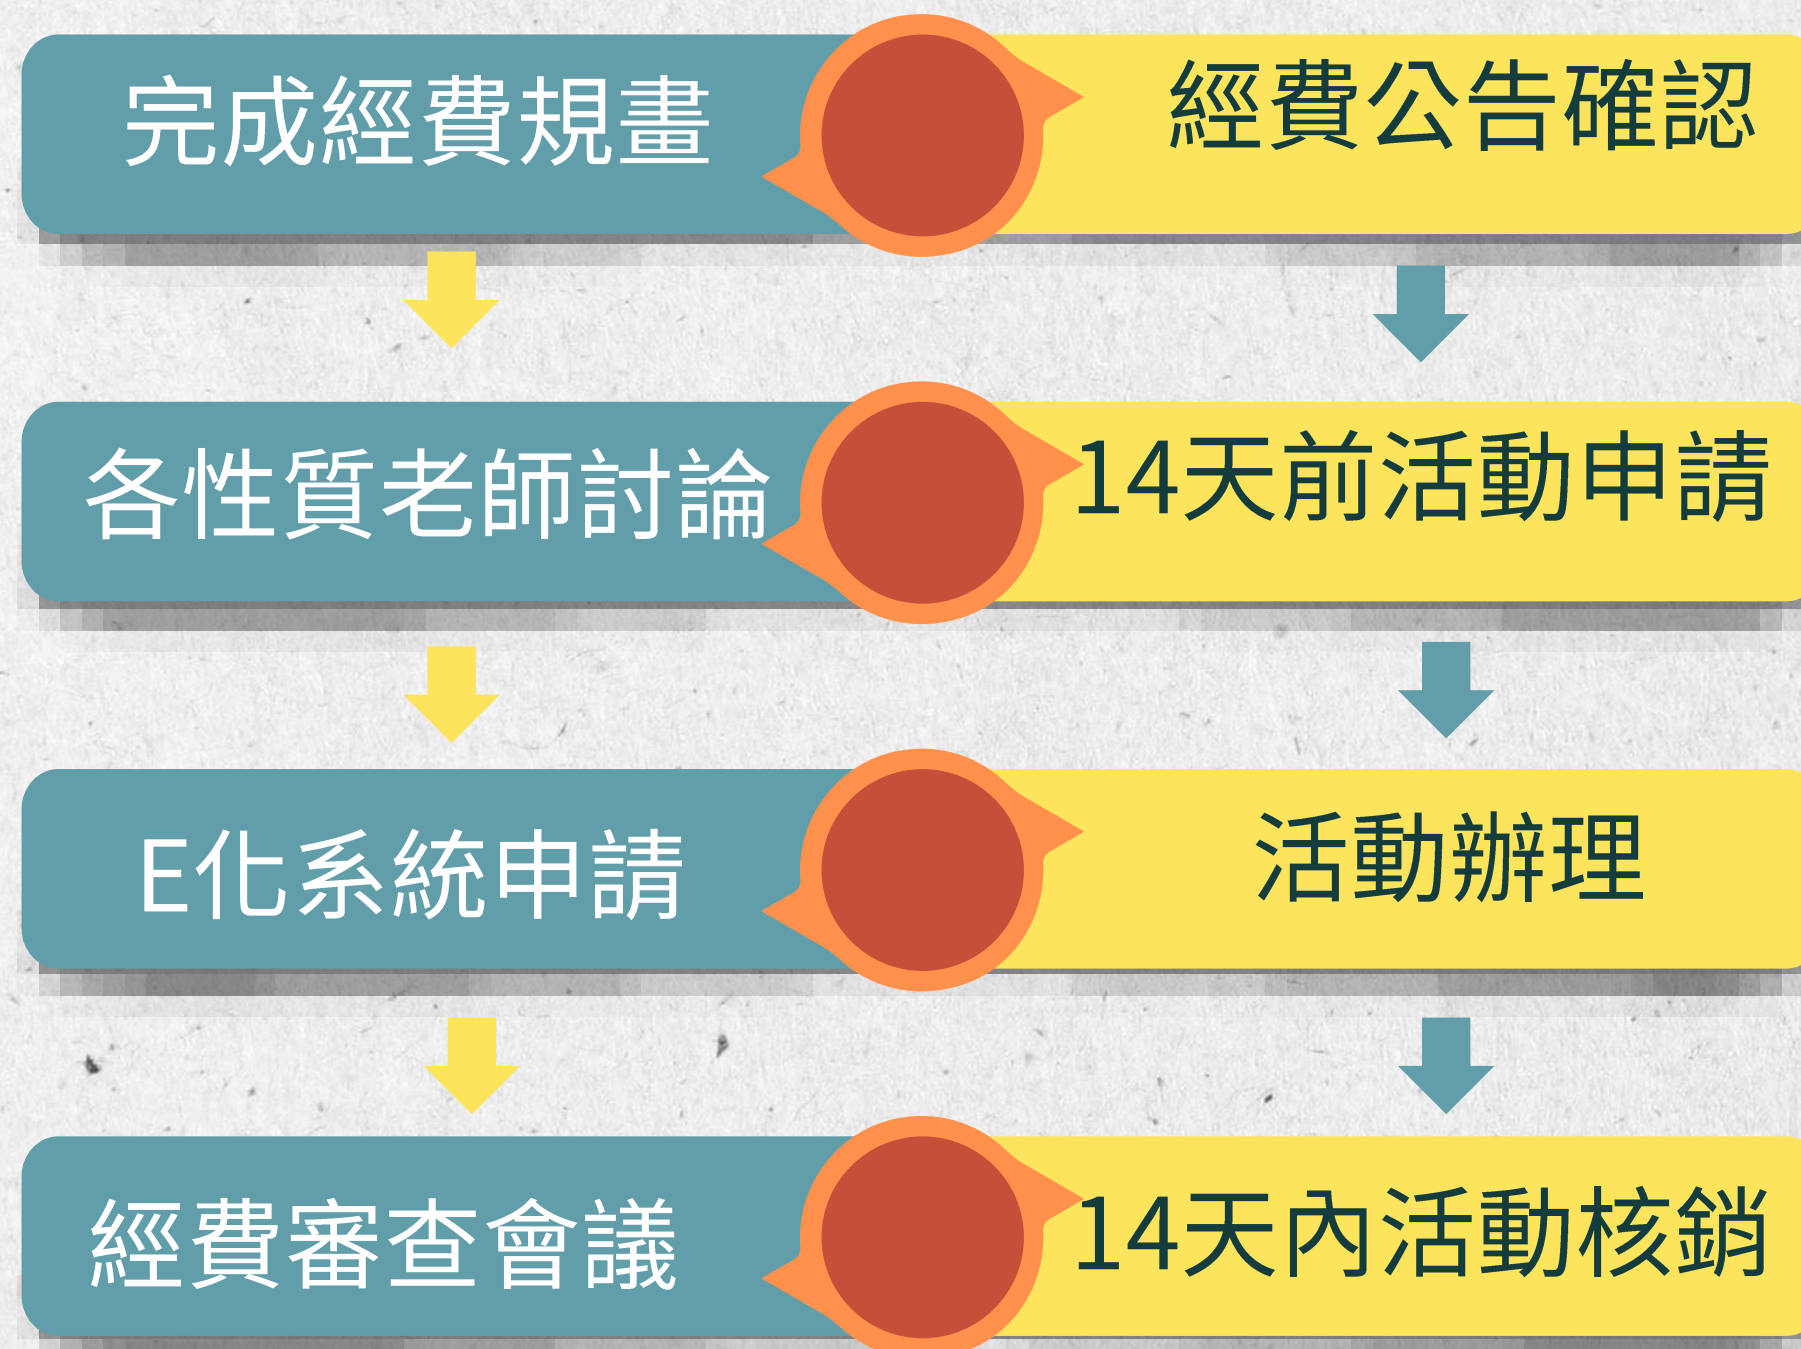 完成經費規畫
各性質老師討論
E化系統申請
經費審查會議
經費公告確認
14天前活動申請
活動辦理
14天內活動核銷